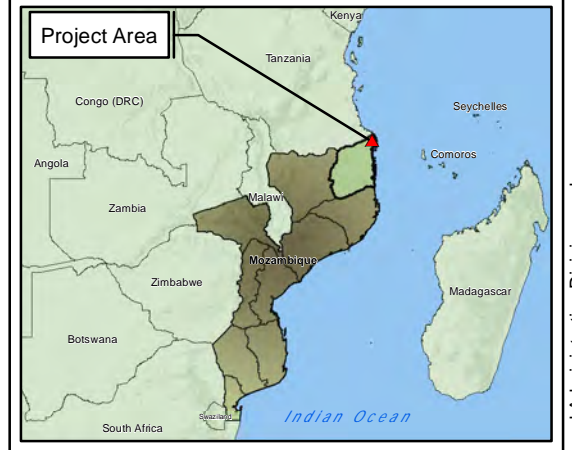 Kenya
Project Area
Tanzania
Congo (DRC)
Seychelles
Angola
Comoros
Malawi
Zambia
Mozambique
Zimbabwe
Madagascar
Botswana
Swaziland
Indian Ocean
South Africa